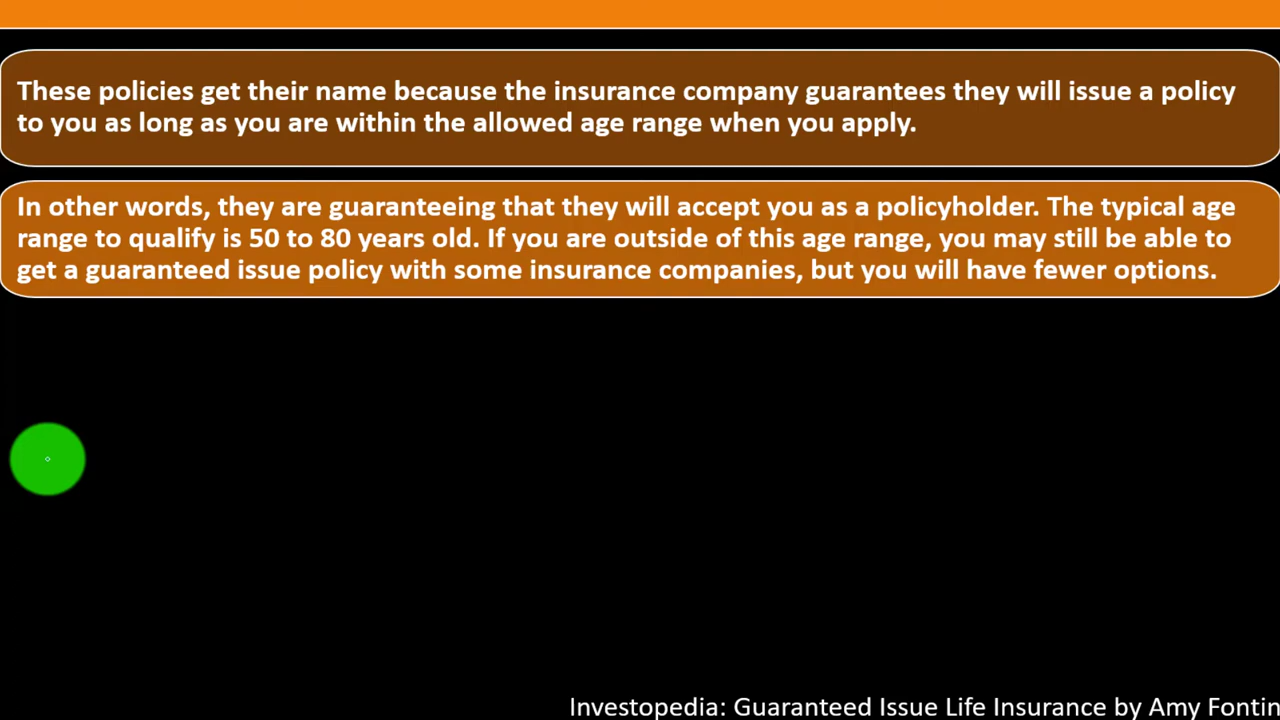 These policies get their name because the insurance company guarantees they will issue a policy
to you as long as you are within the allowed age range when you apply.
In other words, they are guaranteeing that they will accept you as a policyholder. The typical age
range to qualify is 50 to 80 years old. If you are outside of this age range, you may still be able to
get a guaranteed issue policy with some insurance companies, but you will have fewer options.
Investopedia: Guaranteed Issue Life Insurance by Amy Fontin